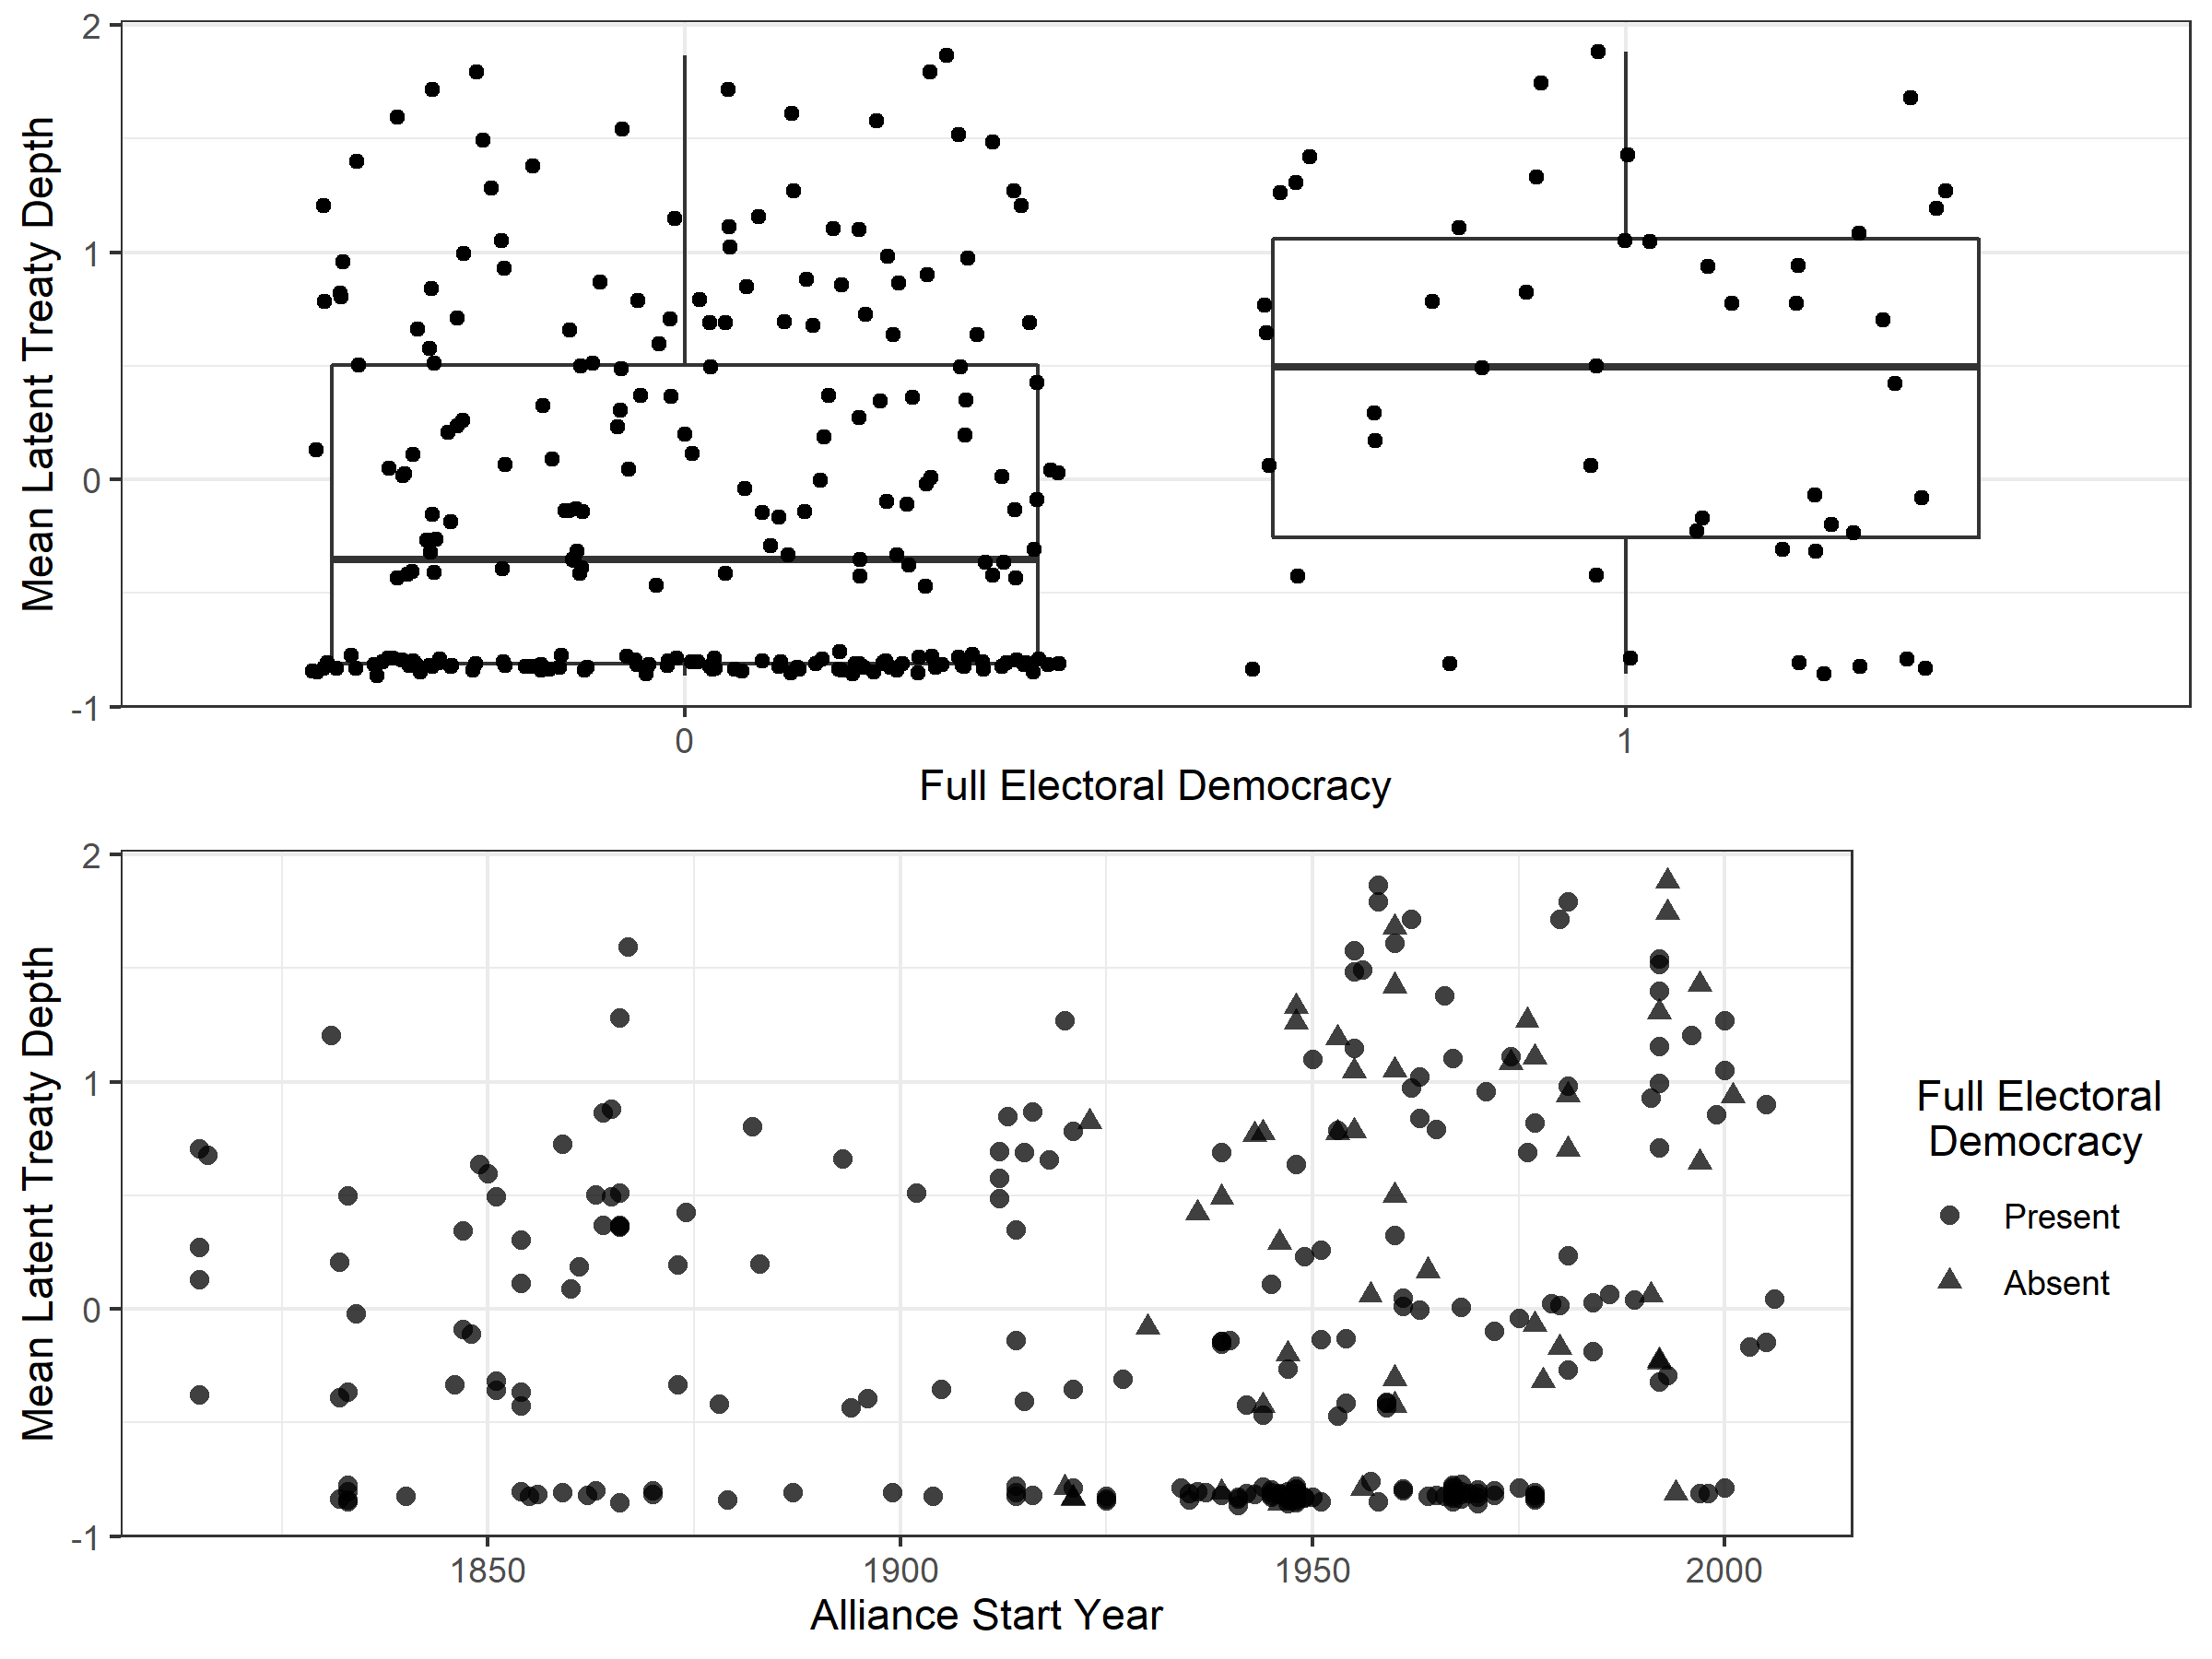 Mean Latent Treaty Depth
2
1
0
-1
0 1
Full Electoral Democracy
Mean Latent Treaty Depth
2
1
0
-1
1850 1900 1950 2000
Alliance Start Year
Full Electoral
Democracy
Present
Absent